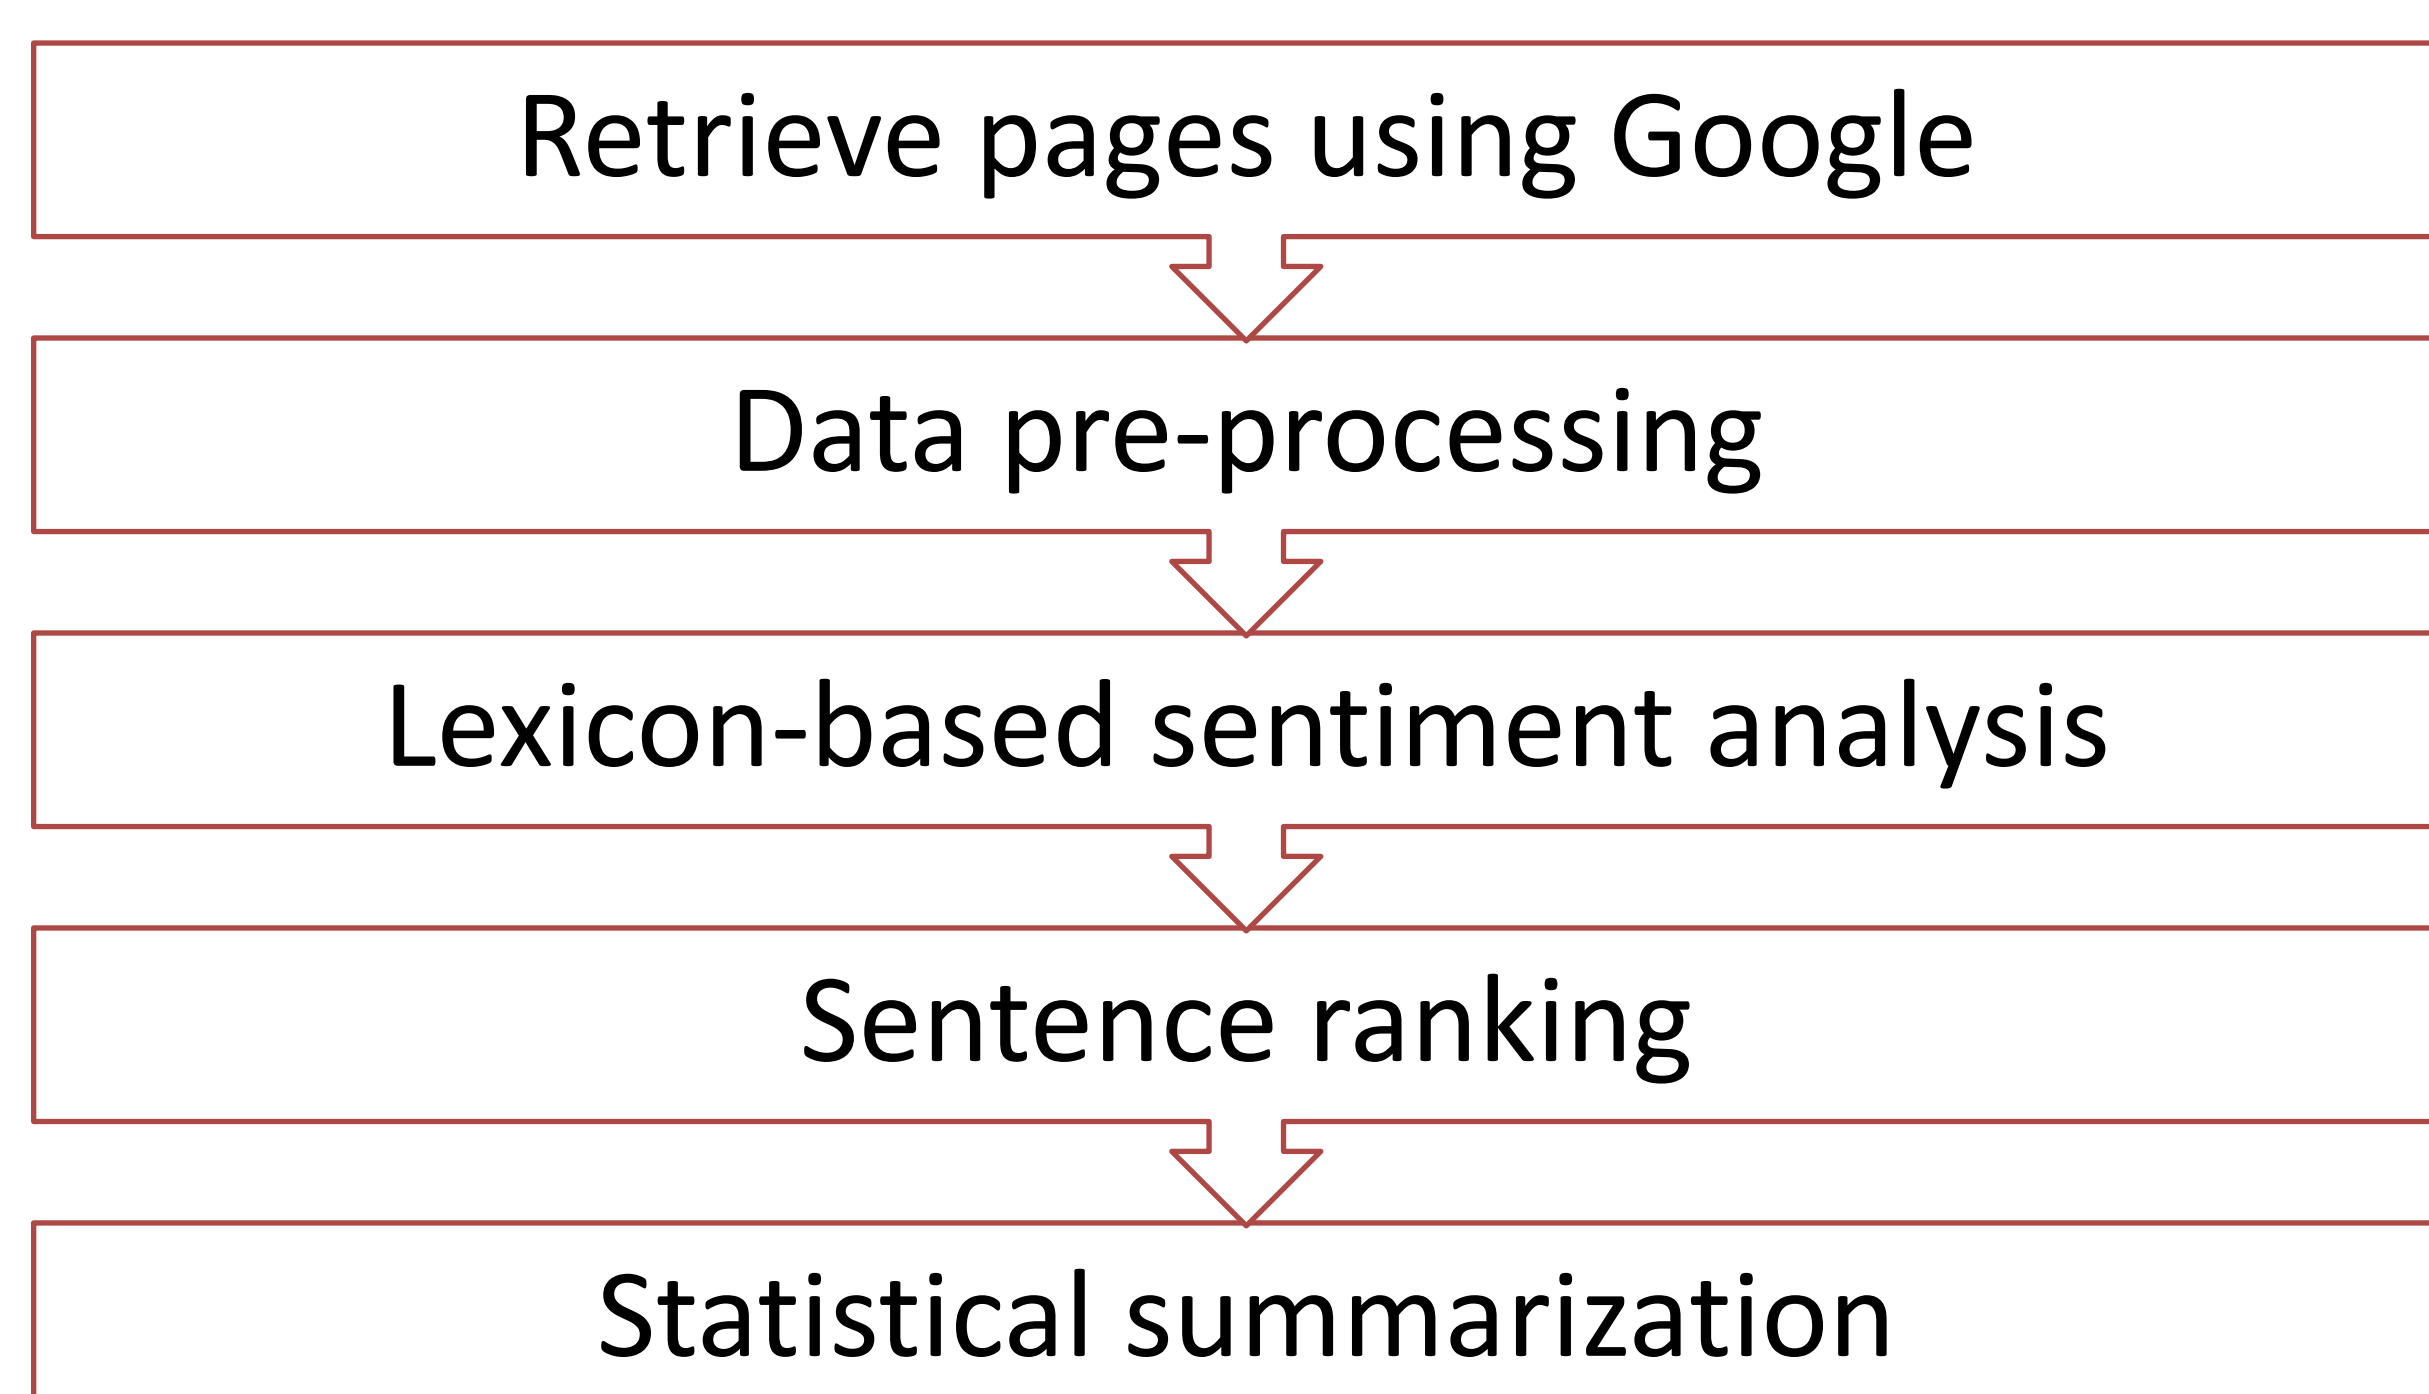 Retrieve pages using Google
Data pre-processing
Lexicon-based sentiment analysis
Sentence ranking
Statistical summarization